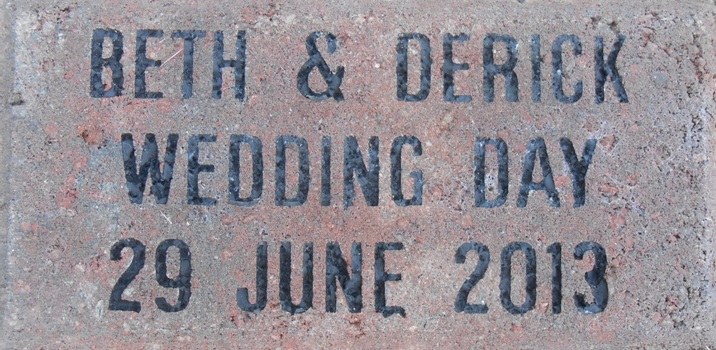 BETH & DERICK
WEDDING DAY
29 JUNE 2013